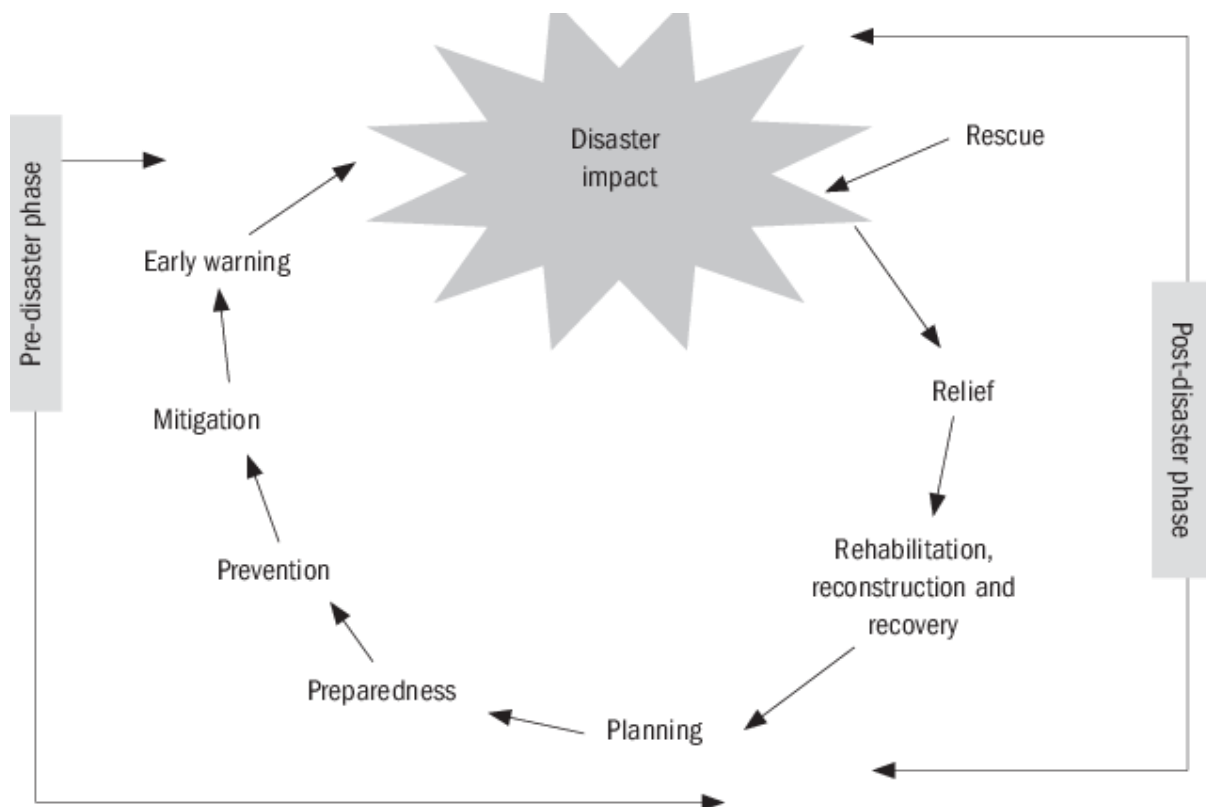 Disaster
impact
Rescue
Pre-disaster phase
Early warning
Relief
Post-disaster phase
Mitigation
Rehabilitation,
reconstruction and
recovery
Prevention
Preparedness
Planning